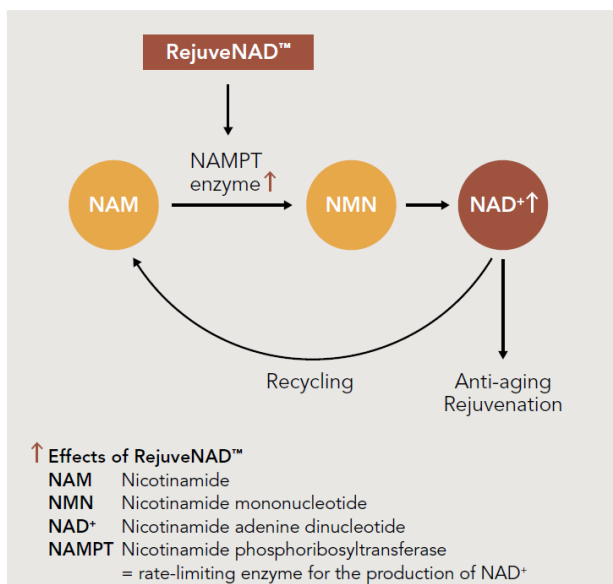 RejuveNAD™
NAMPT
enzyme ↑
NAM
NMN
NAD⁺↑
Recycling
Anti-aging
Rejuvenation
↑ Effects of RejuveNAD™
NAM Nicotinamide
NMN Nicotinamide mononucleotide
NAD⁺ Nicotinamide adenine dinucleotide
NAMPT Nicotinamide phosphoribosyltransferase
= rate-limiting enzyme for the production of NAD⁺